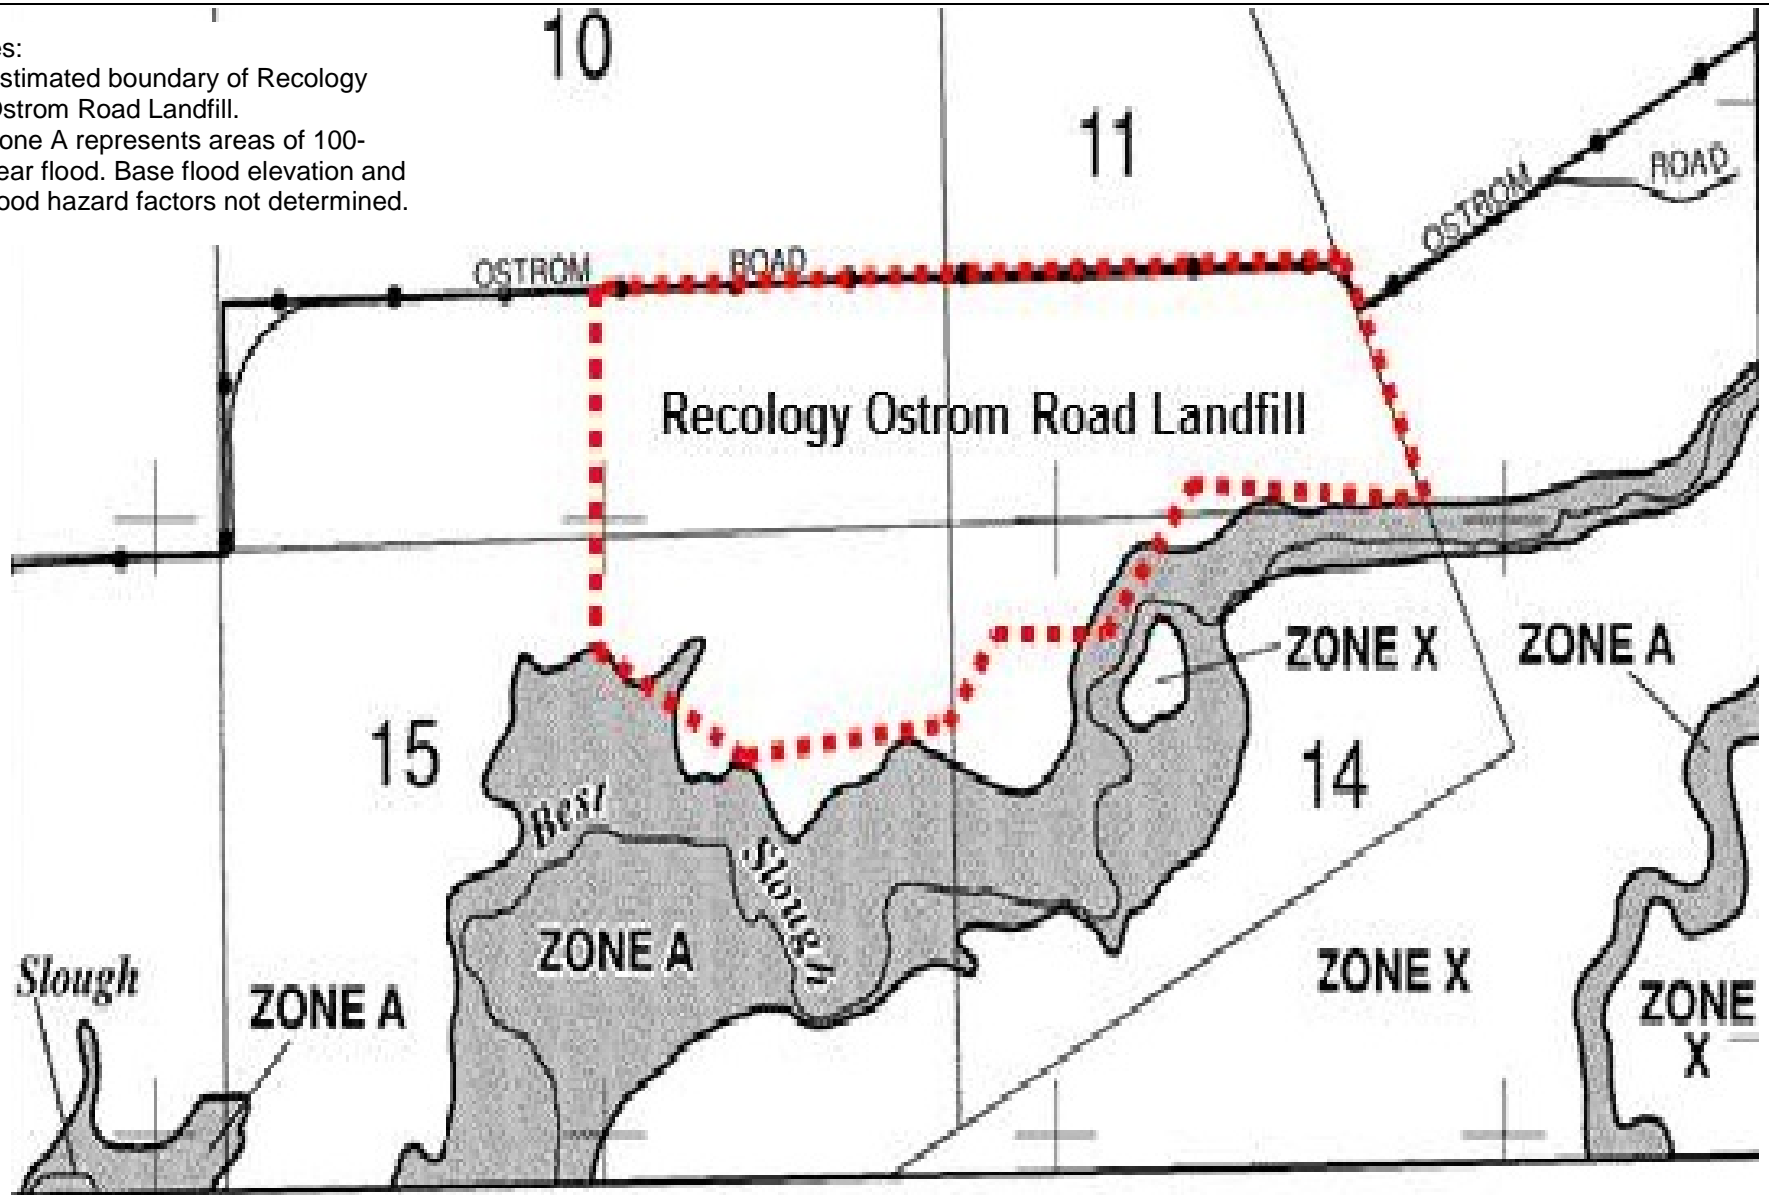 es:
stimated boundary of Recology
Ostrom Road Landfill.
one A represents areas of 100-
ear flood. Base flood elevation and
ood hazard factors not determined.
10
11
OSTROM ROAD
OSTROM
ROAD
Recology Ostrom Road Landfill
ZONE X
ZONE A
15
14
Best
Slough
ZONE A
ZONE X
Slough
ZONE A
ZONE
X